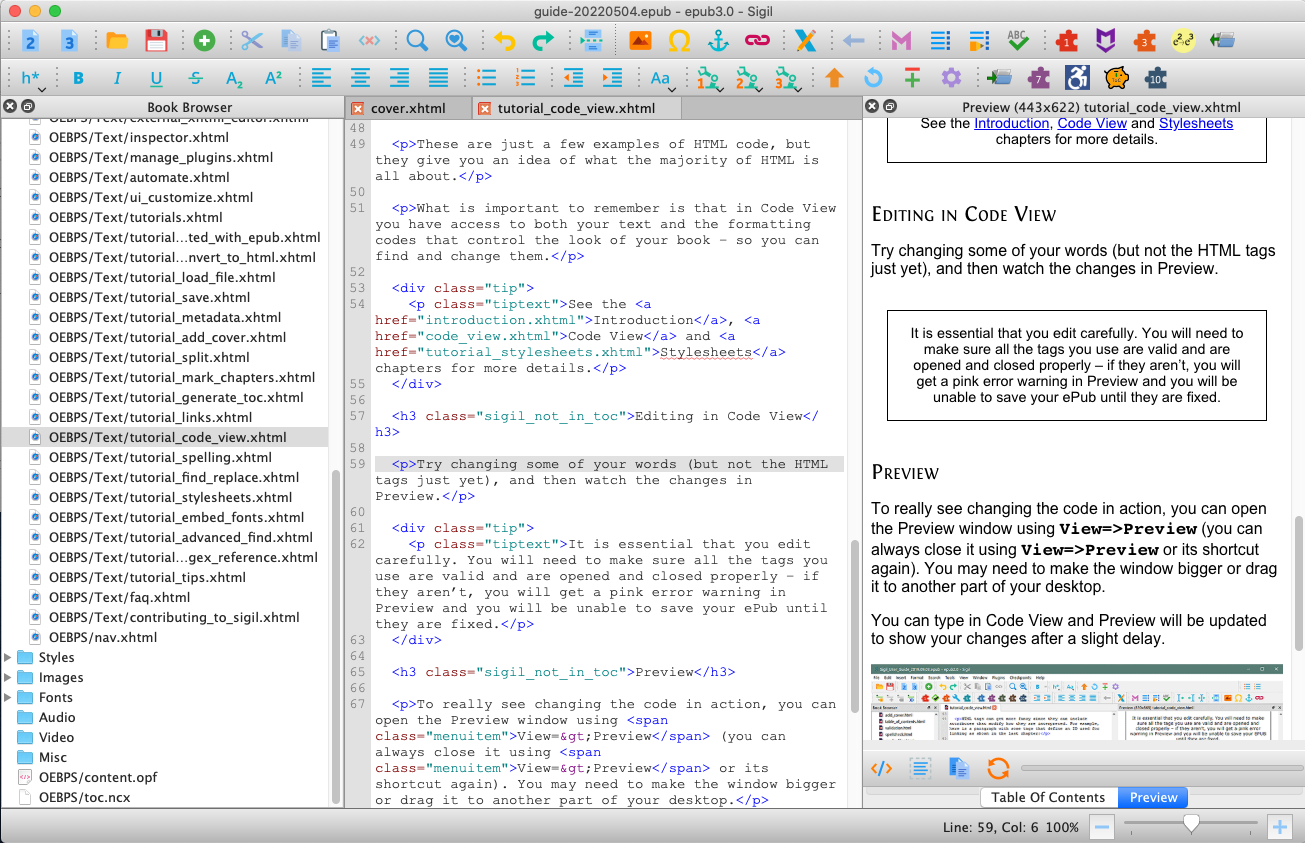 guide-20220504.epub - epub3.0 - Sigil
2
3
ABC
1
3
c²=c³
h*
B
I
U
S
A₂
A²
Aa
1
2
3
7
10
Book Browser
OEBPS/Text/external_xhtml_editor.xhtml
OEBPS/Text/inspector.xhtml
OEBPS/Text/manage_plugins.xhtml
OEBPS/Text/automate.xhtml
OEBPS/Text/ui_customize.xhtml
OEBPS/Text/tutorials.xhtml
OEBPS/Text/tutorial…ted_with_epub.xhtml
OEBPS/Text/tutorial…nvert_to_html.xhtml
OEBPS/Text/tutorial_load_file.xhtml
OEBPS/Text/tutorial_save.xhtml
OEBPS/Text/tutorial_metadata.xhtml
OEBPS/Text/tutorial_add_cover.xhtml
OEBPS/Text/tutorial_split.xhtml
OEBPS/Text/tutorial_mark_chapters.xhtml
OEBPS/Text/tutorial_generate_toc.xhtml
OEBPS/Text/tutorial_links.xhtml
OEBPS/Text/tutorial_code_view.xhtml
OEBPS/Text/tutorial_spelling.xhtml
OEBPS/Text/tutorial_find_replace.xhtml
OEBPS/Text/tutorial_stylesheets.xhtml
OEBPS/Text/tutorial_embed_fonts.xhtml
OEBPS/Text/tutorial_advanced_find.xhtml
OEBPS/Text/tutorial…gex_reference.xhtml
OEBPS/Text/tutorial_tips.xhtml
OEBPS/Text/faq.xhtml
OEBPS/Text/contributing_to_sigil.xhtml
OEBPS/nav.xhtml
Styles
Images
Fonts
Audio
Video
Misc
OEBPS/content.opf
OEBPS/toc.ncx
cover.xhtml
tutorial_code_view.xhtml
48
49 <p>These are just a few examples of HTML code, but
they give you an idea of what the majority of HTML is
all about.</p>
50
51 <p>What is important to remember is that in Code View
you have access to both your text and the formatting
codes that control the look of your book – so you can
find and change them.</p>
52
53 <div class="tip">
54 <p class="tiptext">See the <a
href="introduction.xhtml">Introduction</a>, <a
href="code_view.xhtml">Code View</a> and <a
href="tutorial_stylesheets.xhtml">Stylesheets</a>
chapters for more details.</p>
55 </div>
56
57 <h3 class="sigil_not_in_toc">Editing in Code View</
h3>
58
59 <p>Try changing some of your words (but not the HTML
tags just yet), and then watch the changes in
Preview.</p>
60
61 <div class="tip">
62 <p class="tiptext">It is essential that you edit
carefully. You will need to make sure all the tags you
use are valid and are opened and closed properly – if
they aren’t, you will get a pink error warning in
Preview and you will be unable to save your ePub until
they are fixed.</p>
63 </div>
64
65 <h3 class="sigil_not_in_toc">Preview</h3>
66
67 <p>To really see changing the code in action, you can
open the Preview window using <span
class="menuitem">View=&gt;Preview</span> (you can
always close it using <span
class="menuitem">View=&gt;Preview</span> or its
shortcut again). You may need to make the window bigger
or drag it to another part of your desktop.</p>
Preview (443x622) tutorial_code_view.xhtml
See the Introduction, Code View and Stylesheets
chapters for more details.
Editing in Code View
Try changing some of your words (but not the HTML tags
just yet), and then watch the changes in Preview.
It is essential that you edit carefully. You will need to
make sure all the tags you use are valid and are
opened and closed properly – if they aren’t, you will
get a pink error warning in Preview and you will be
unable to save your ePub until they are fixed.
Preview
To really see changing the code in action, you can open
the Preview window using View=>Preview (you can
always close it using View=>Preview or its shortcut
again). You may need to make the window bigger or drag
it to another part of your desktop.
You can type in Code View and Preview will be updated
to show your changes after a slight delay.
Table Of Contents
Preview
Line: 59, Col: 6 100%